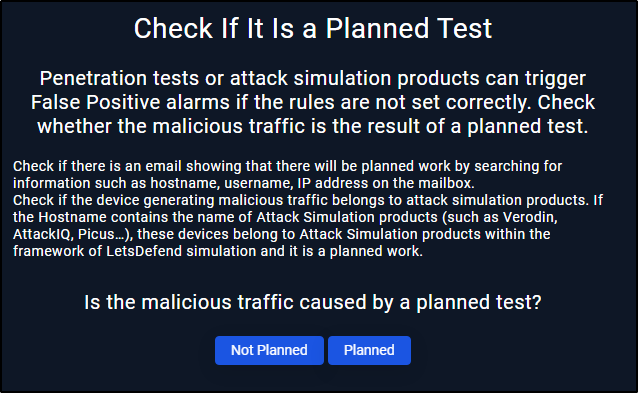 Check If It Is a Planned Test
Penetration tests or attack simulation products can trigger
False Positive alarms if the rules are not set correctly. Check
whether the malicious traffic is the result of a planned test.
Check if there is an email showing that there will be planned work by searching for
information such as hostname, username, IP address on the mailbox.
Check if the device generating malicious traffic belongs to attack simulation products. If
the Hostname contains the name of Attack Simulation products (such as Verodin,
AttackIQ, Picus…), these devices belong to Attack Simulation products within the
framework of LetsDefend simulation and it is a planned work.
Is the malicious traffic caused by a planned test?
Not Planned Planned